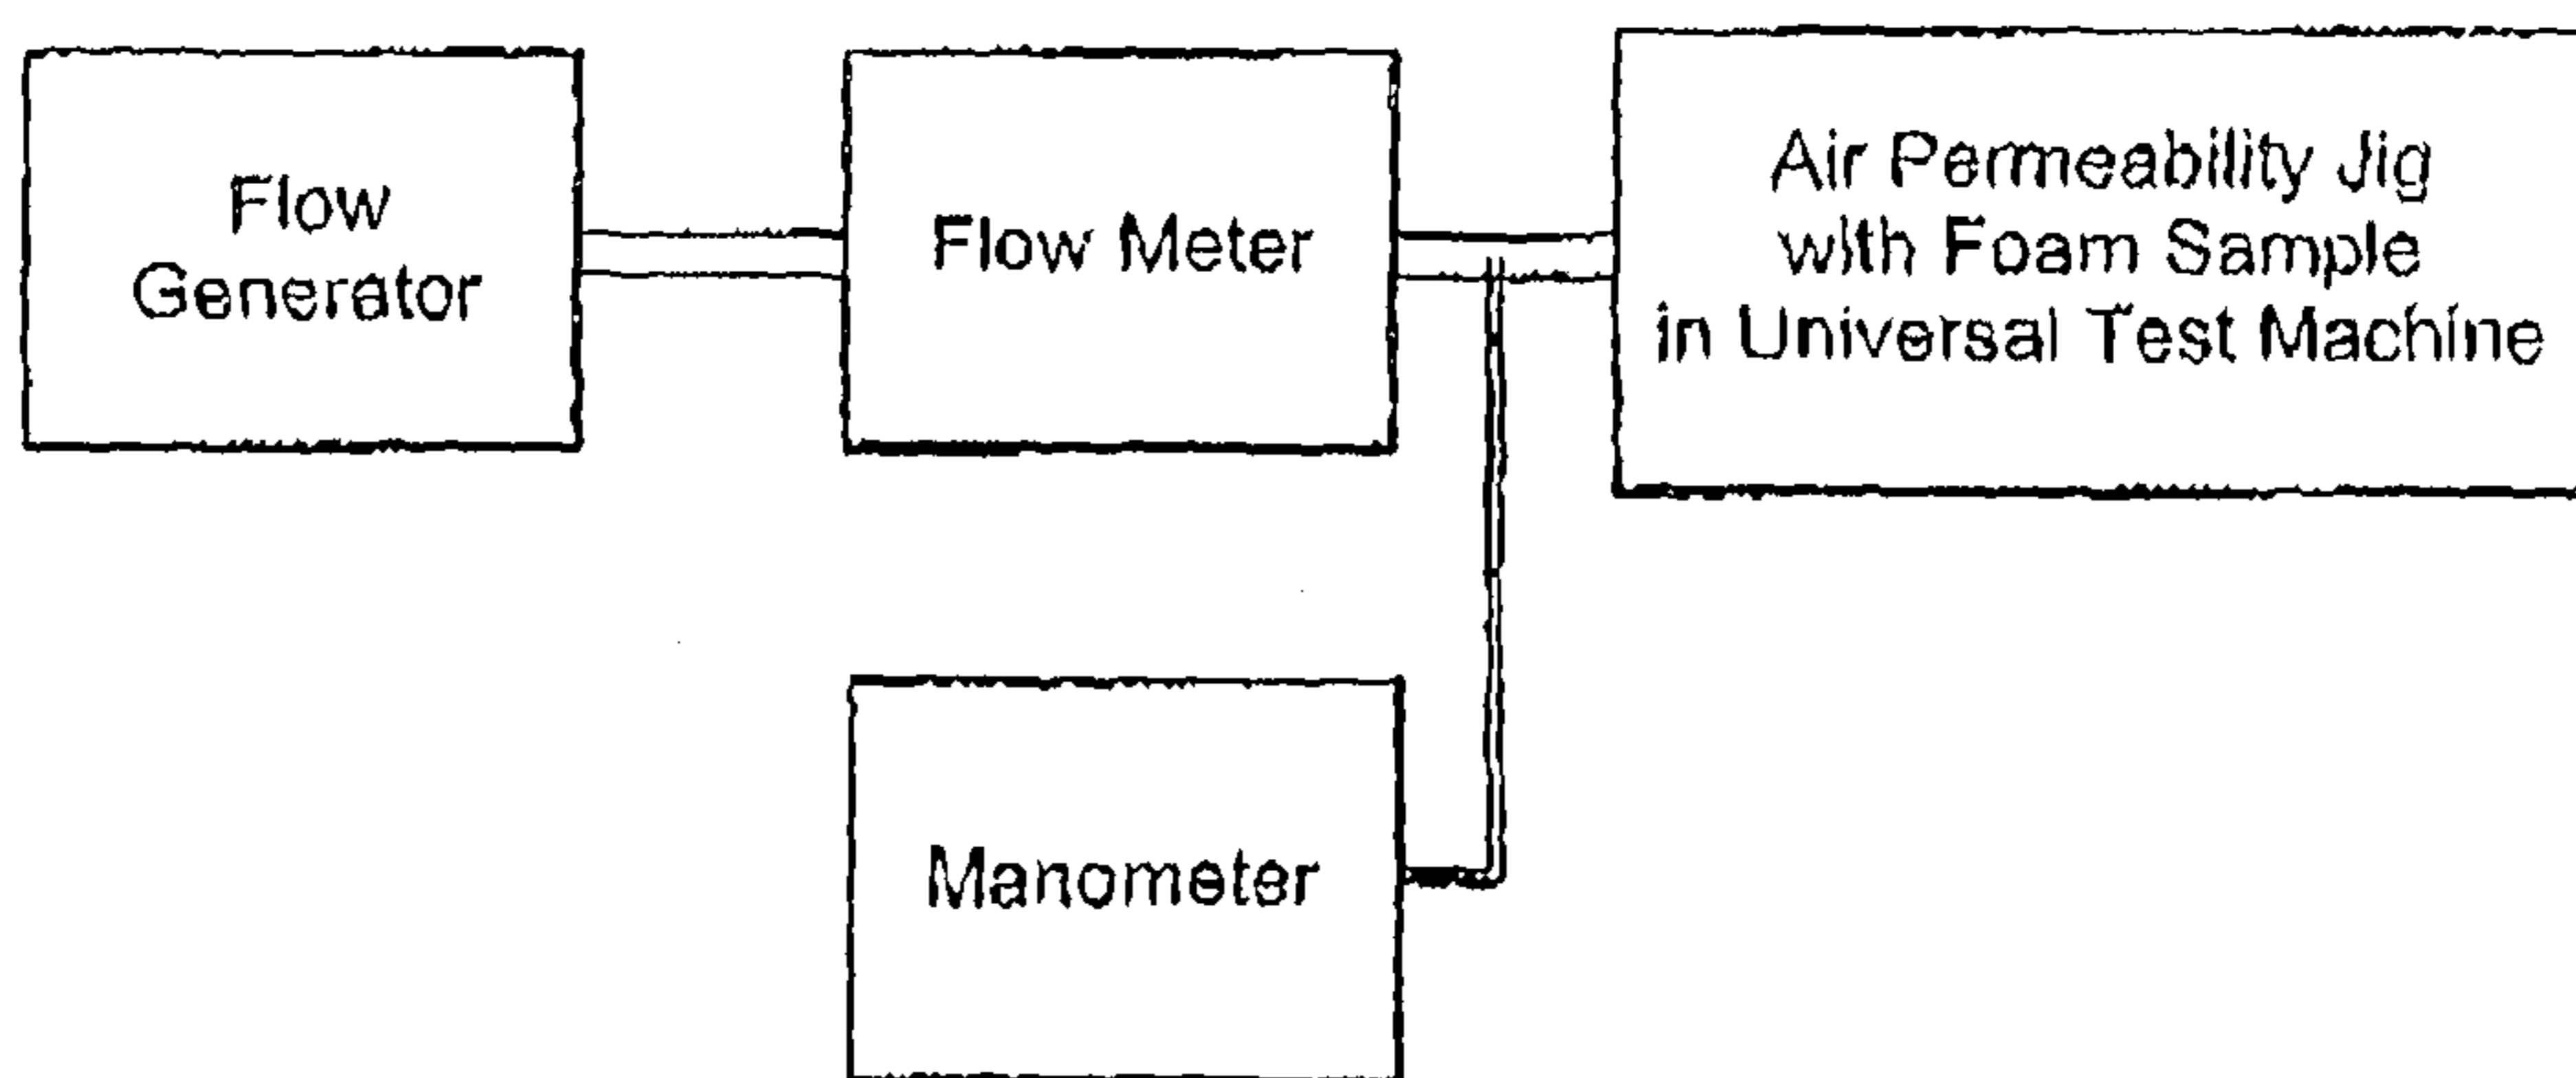 Flow
Generator
Flow Meter
Air Permeability Jig
with Foam Sample
in Universal Test Machine
Manometer